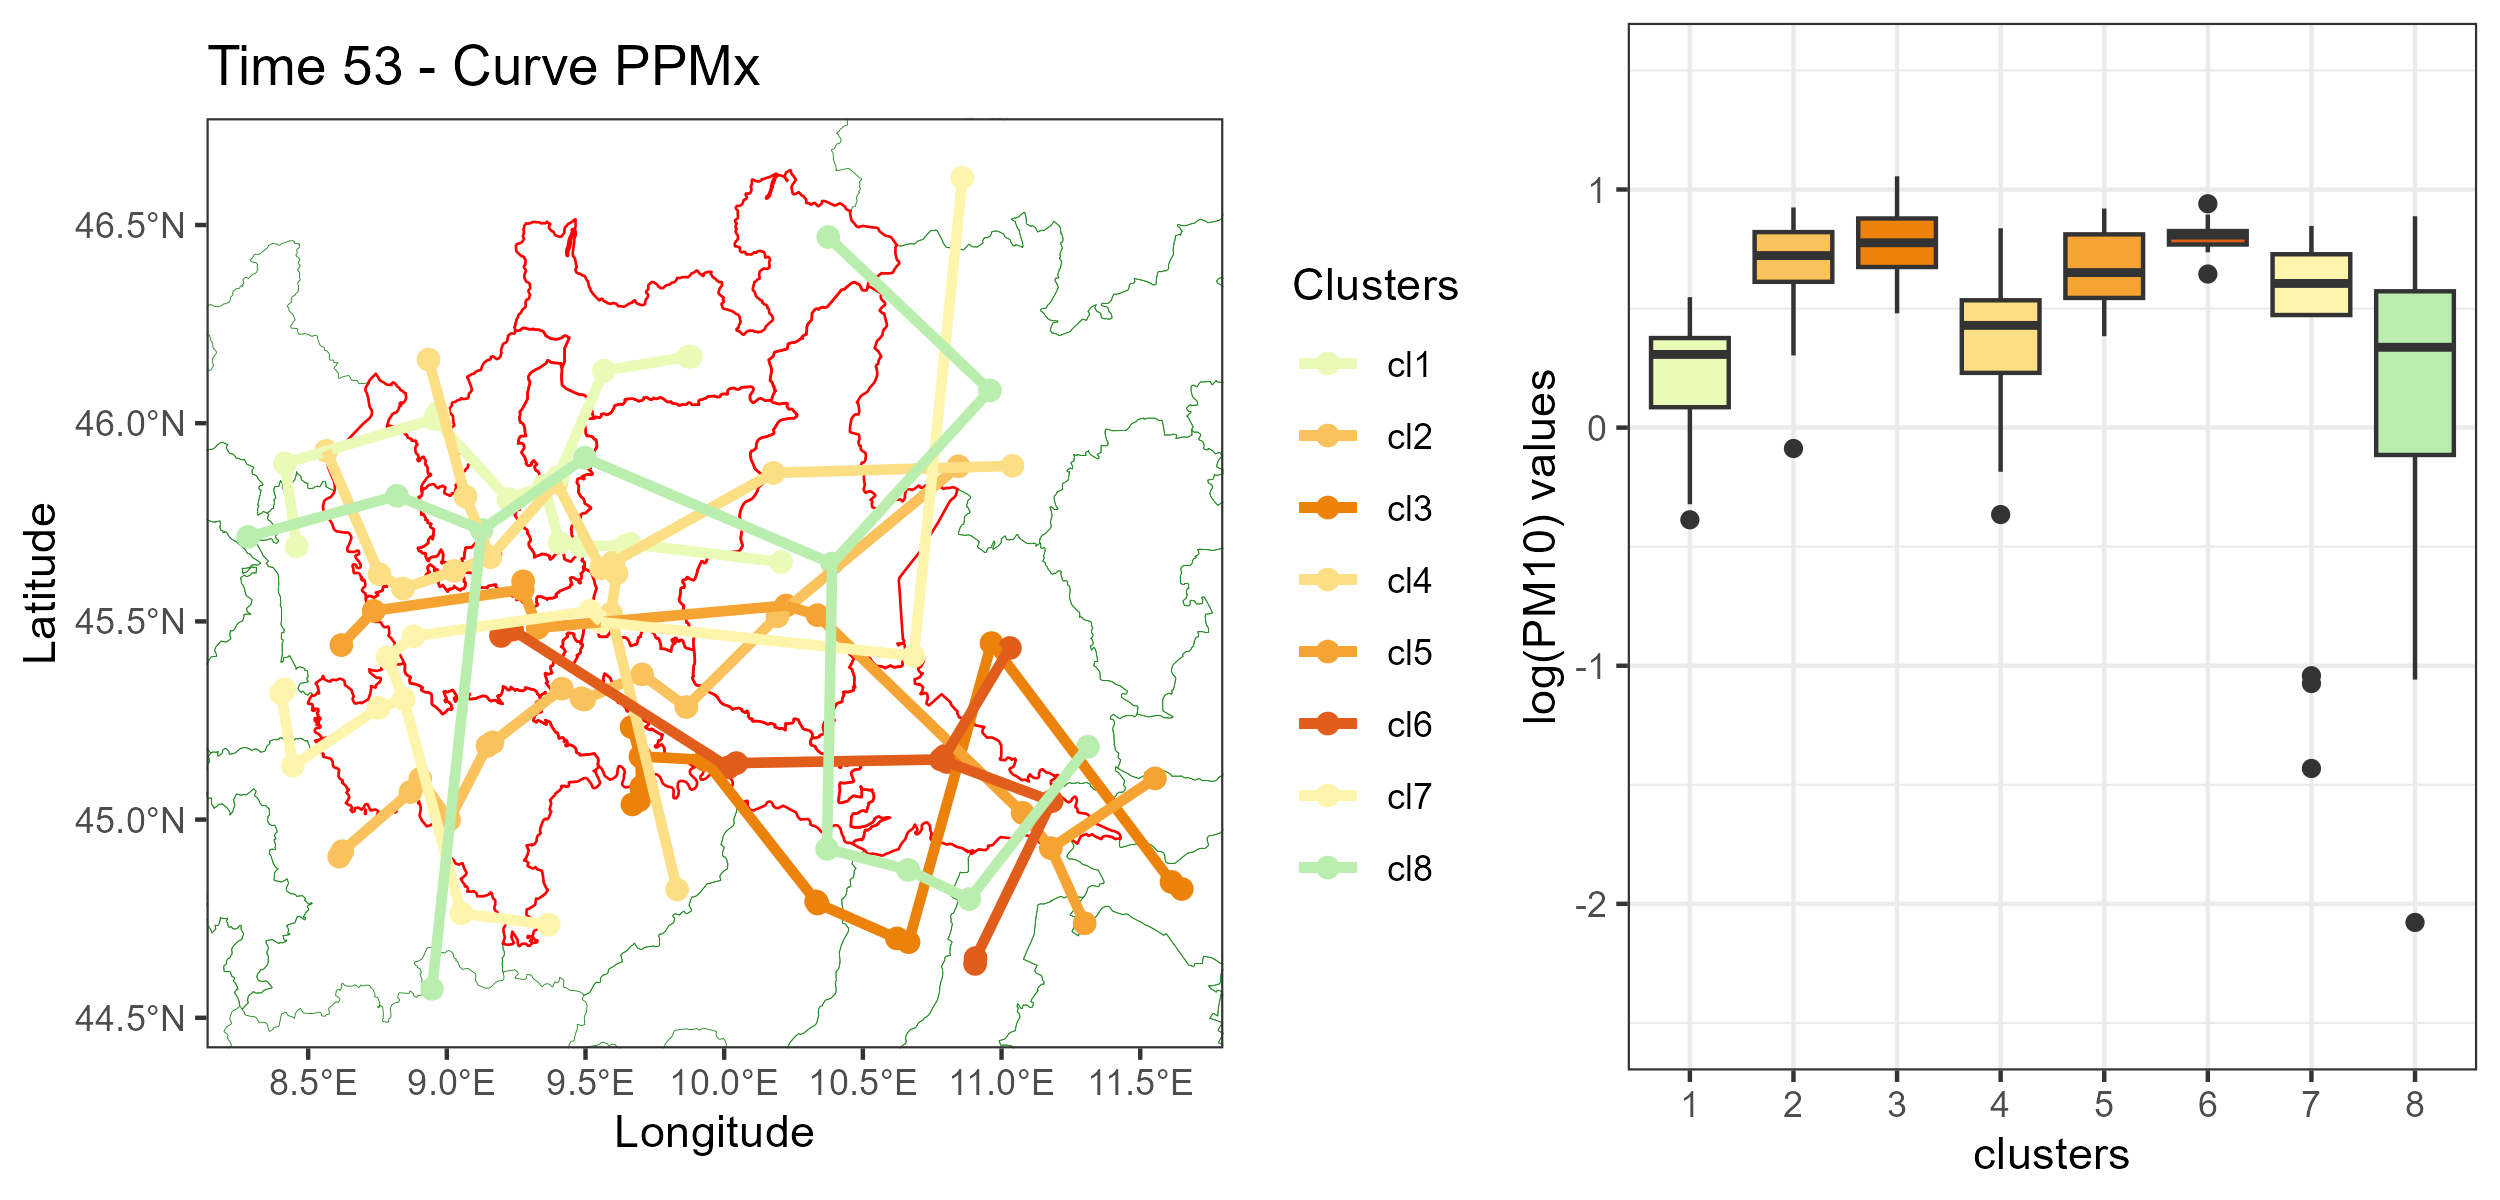 Time 53 - Curve PPMx
46.5°N
46.0°N
45.5°N
45.0°N
44.5°N
Latitude
8.5°E 9.0°E 9.5°E 10.0°E 10.5°E 11.0°E 11.5°E
Longitude
Clusters
cl1
cl2
cl3
cl4
cl5
cl6
cl7
cl8
1
0
-1
-2
log(PM10) values
1 2 3 4 5 6 7 8
clusters